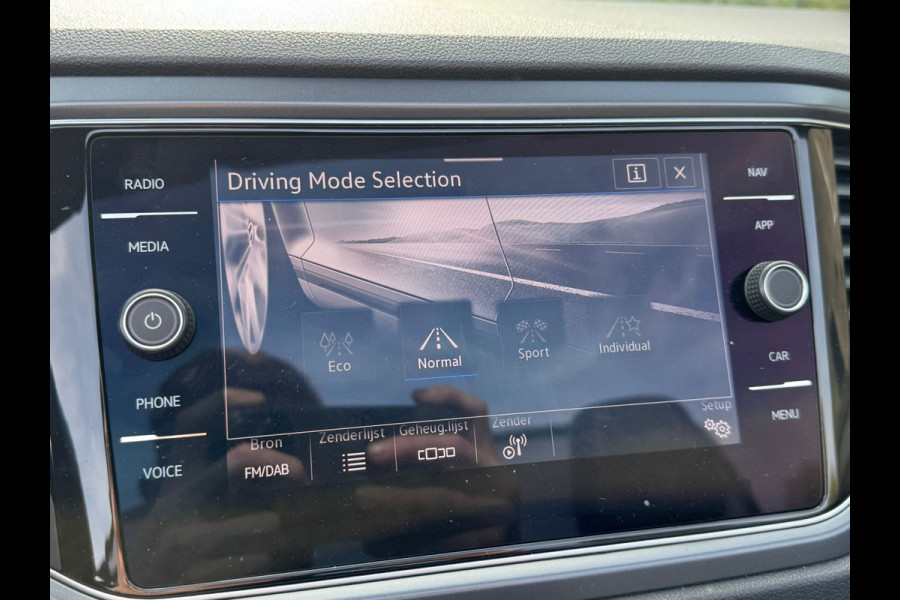 RADIO
MEDIA
PHONE
VOICE
Driving Mode Selection
i X
Eco
Normal
Sport
Individual
Bron
FM/DAB
Zenderlijst
Geheug.lijst
Zender
Setup
NAV
APP
CAR
MENU